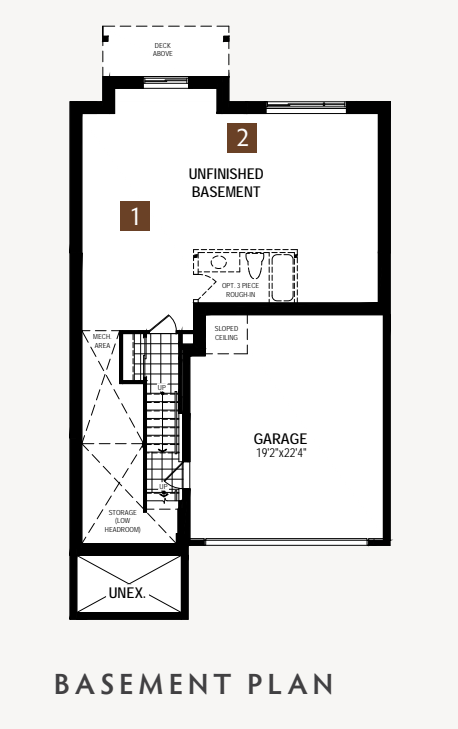 DECK
ABOVE
2
UNFINISHED
BASEMENT
1
OPT. 3 PIECE
ROUGH-IN
SLOPED
CEILING
MECH.
AREA
UP
GARAGE
19'2"x22'4"
UP
STORAGE
(LOW
HEADROOM)
UNEX.
BASEMENT PLAN